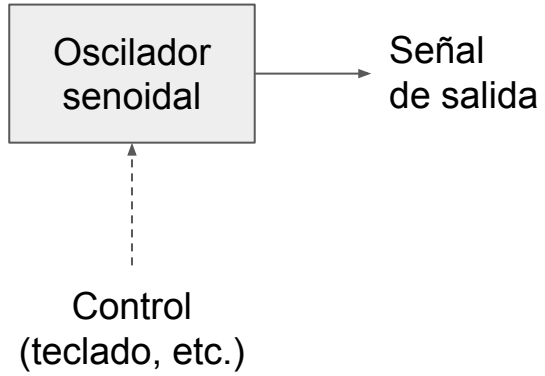 Oscilador
senoidal
Señal
de salida
Control
(teclado, etc.)